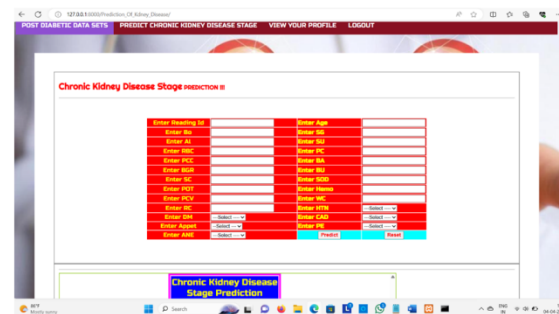 127.0.0.1:8000/Prediction_Of_Kidney_Disease/
POST DIABETIC DATA SETS PREDICT CHRONIC KIDNEY DISEASE STAGE VIEW YOUR PROFILE LOGOUT
Chronic Kidney Disease Stage PREDICTION !!!
Enter Reading Id Enter Age
Enter Bp Enter SG
Enter Al Enter SU
Enter RBC Enter PC
Enter PCC Enter BA
Enter BGR Enter BU
Enter SC Enter SOD
Enter POT Enter Hemo
Enter PCV Enter WC
Enter RC Enter HTN --Select ---
Enter DM --Select --- Enter CAD --Select ---
Enter Appet --Select --- Enter PE --Select ---
Enter ANE --Select --- Predict Reset
Chronic Kidney Disease
Stage Prediction
Mostly sunny
Search
ENG
IN